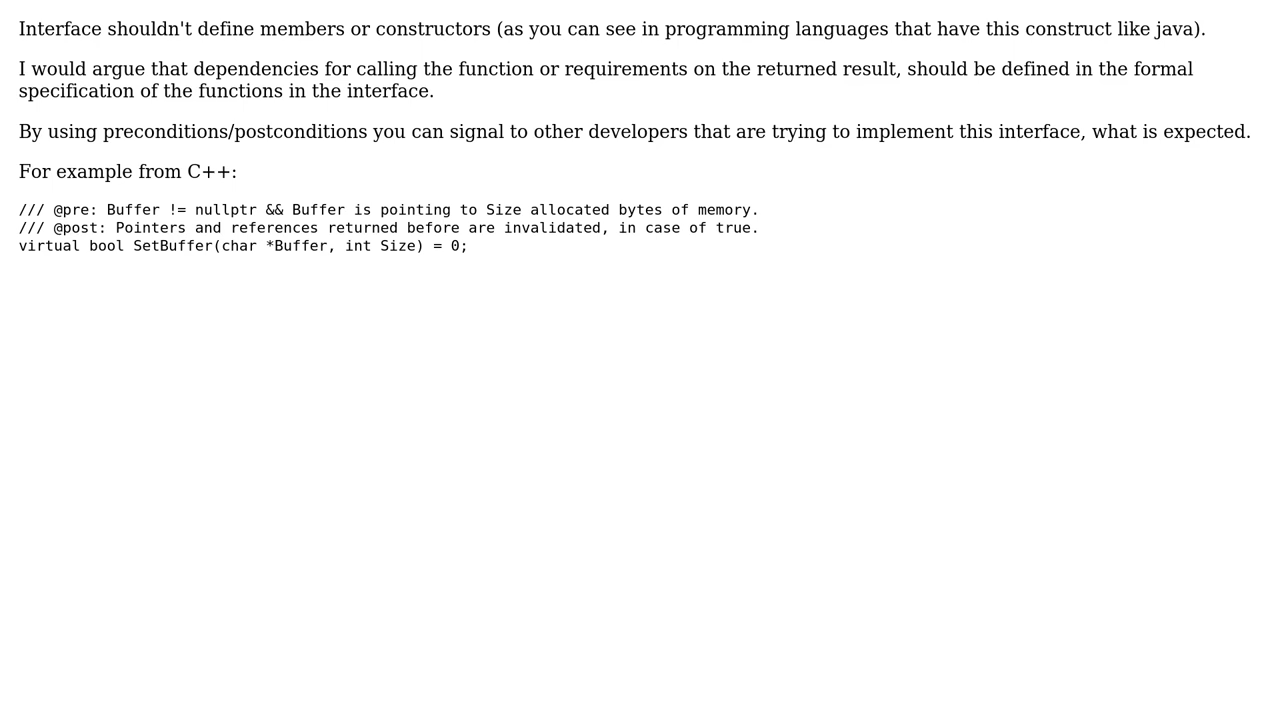 Interface shouldn't define members or constructors (as you can see in programming languages that have this construct like java).
I would argue that dependencies for calling the function or requirements on the returned result, should be defined in the formal
specification of the functions in the interface.
By using preconditions/postconditions you can signal to other developers that are trying to implement this interface, what is expected.
For example from C++:
/// @pre: Buffer != nullptr && Buffer is pointing to Size allocated bytes of memory.
/// @post: Pointers and references returned before are invalidated, in case of true.
virtual bool SetBuffer(char *Buffer, int Size) = 0;